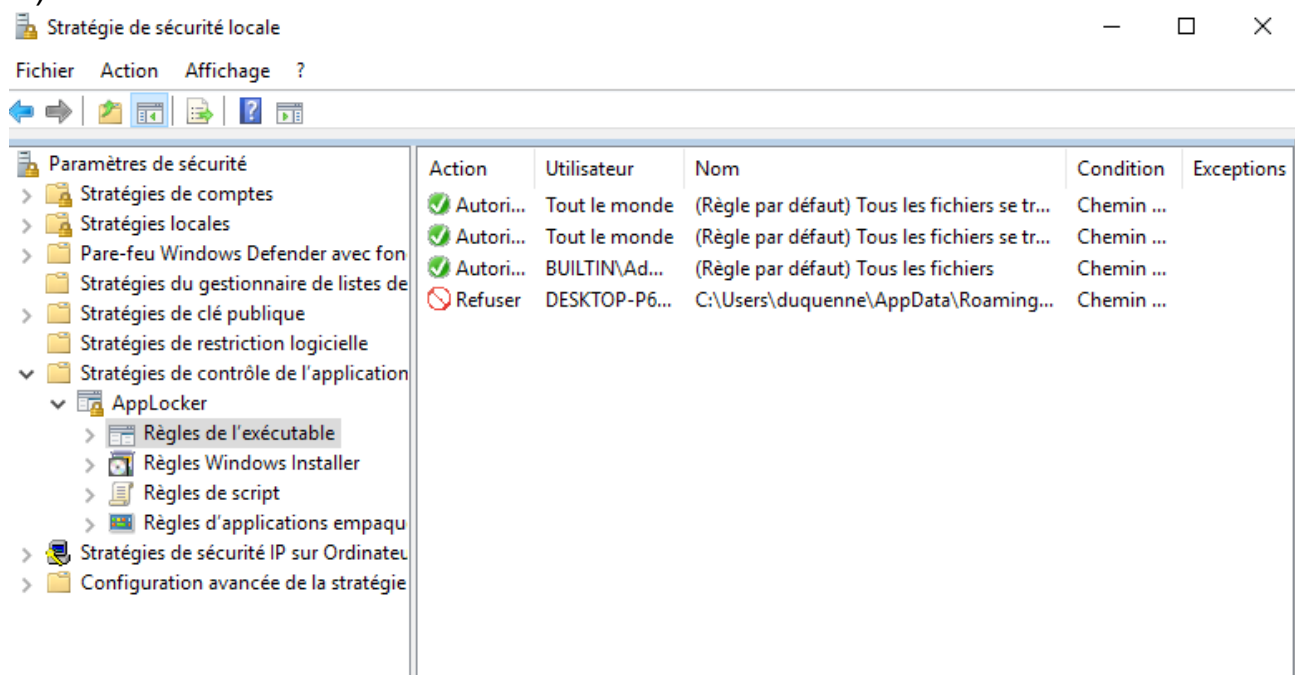 Stratégie de sécurité locale
Fichier Action Affichage ?
Paramètres de sécurité
Stratégies de comptes
Stratégies locales
Pare-feu Windows Defender avec fon
Stratégies du gestionnaire de listes de
Stratégies de clé publique
Stratégies de restriction logicielle
Stratégies de contrôle de l'application
AppLocker
Règles de l'exécutable
Règles Windows Installer
Règles de script
Règles d'applications empaqu
Stratégies de sécurité IP sur Ordinateu
Configuration avancée de la stratégie
Action Utilisateur Nom Condition Exceptions
Autori... Tout le monde (Règle par défaut) Tous les fichiers se tr... Chemin ...
Autori... Tout le monde (Règle par défaut) Tous les fichiers se tr... Chemin ...
Autori... BUILTIN\Ad... (Règle par défaut) Tous les fichiers Chemin ...
Refuser DESKTOP-P6... C:\Users\duquenne\AppData\Roaming... Chemin ...